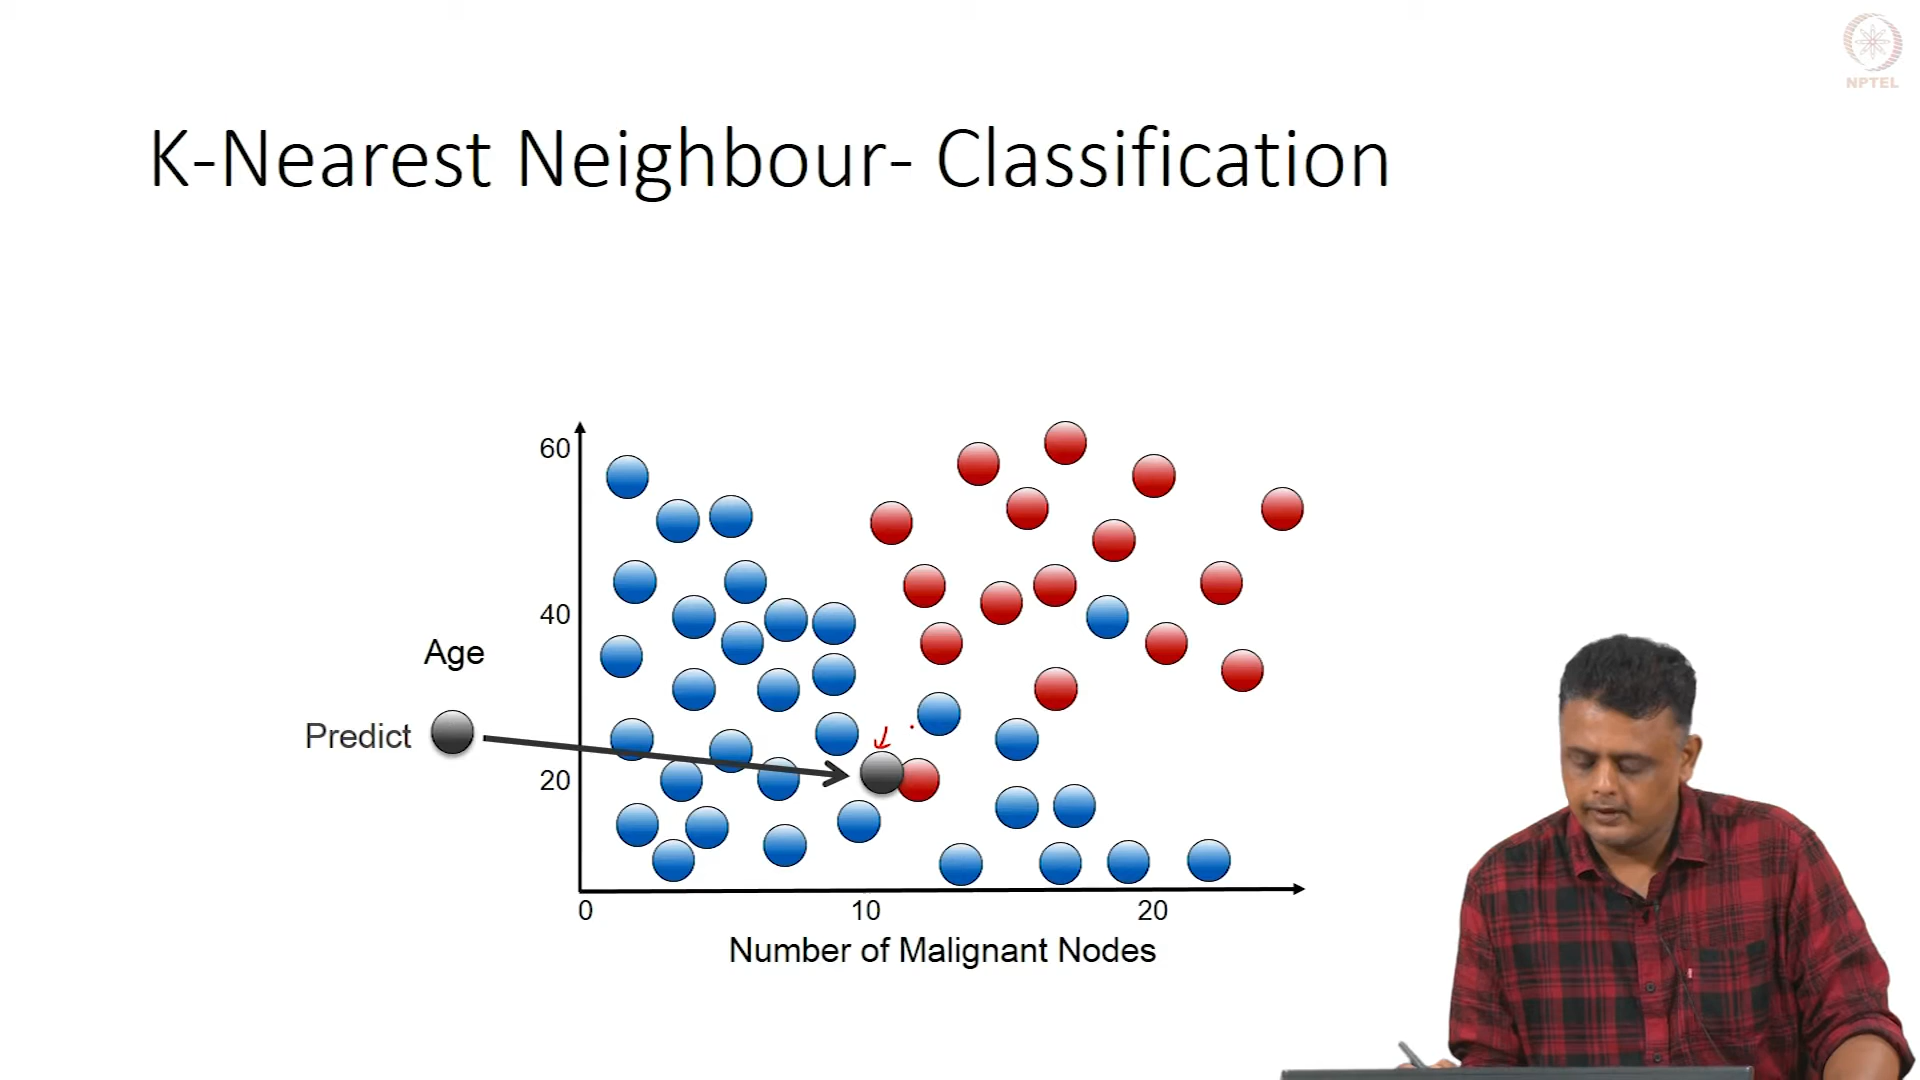 NPTEL
K-Nearest Neighbour- Classification
60
40
Age
Predict
20
0 10 20
Number of Malignant Nodes